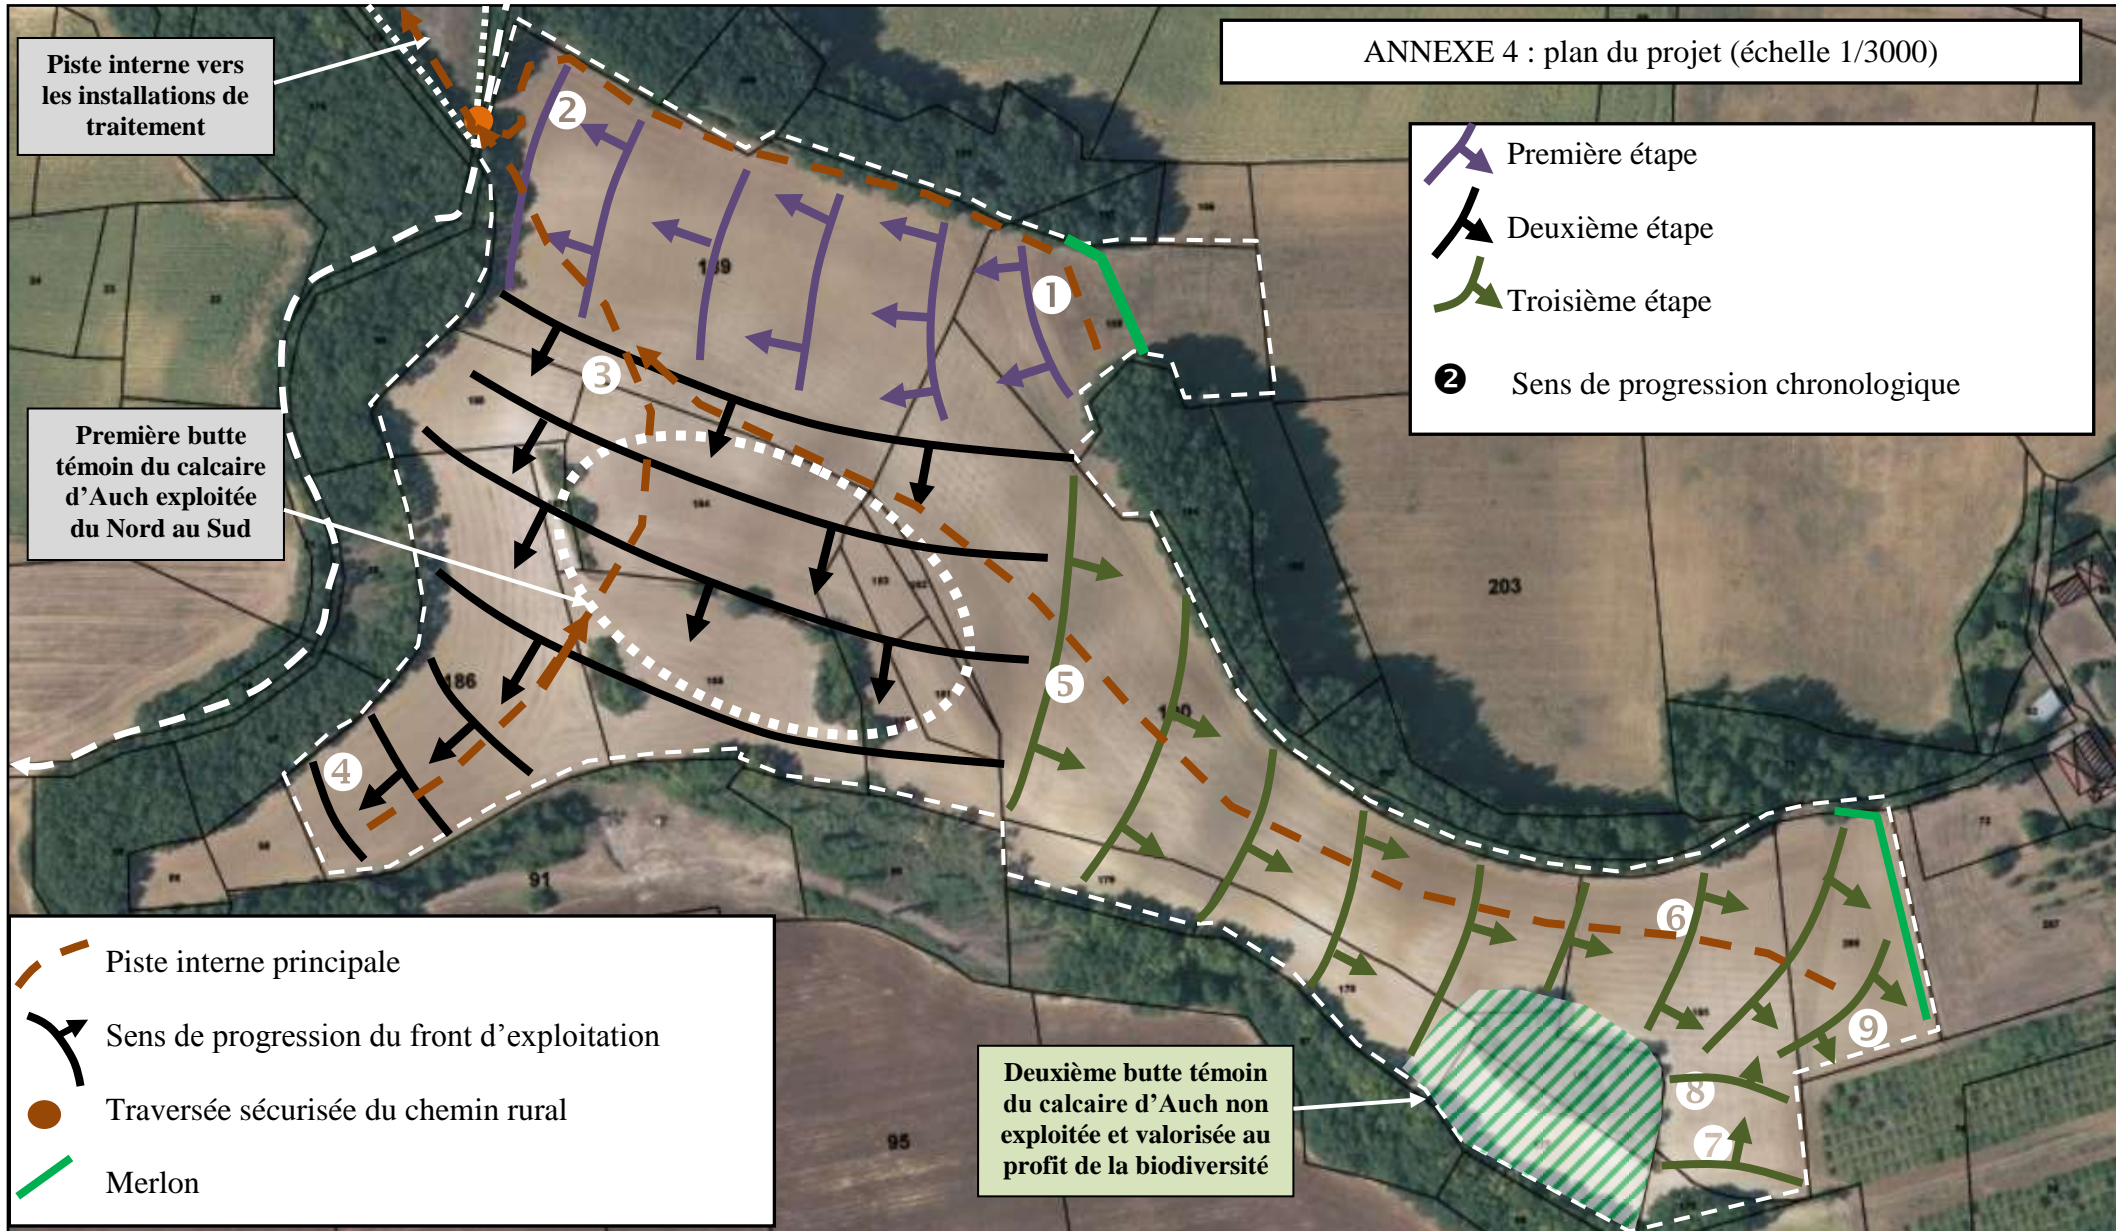 ANNEXE 4 : plan du projet (échelle 1/3000)
Piste interne vers
les installations de
traitement
Première étape
Deuxième étape
Troisième étape
❷ Sens de progression chronologique
Première butte
témoin du calcaire
d’Auch exploitée
du Nord au Sud
2
1
3
5
4
6
9
8
7
203
186
91
95
Piste interne principale
Sens de progression du front d’exploitation
Traversée sécurisée du chemin rural
Merlon
Deuxième butte témoin
du calcaire d’Auch non
exploitée et valorisée au
profit de la biodiversité